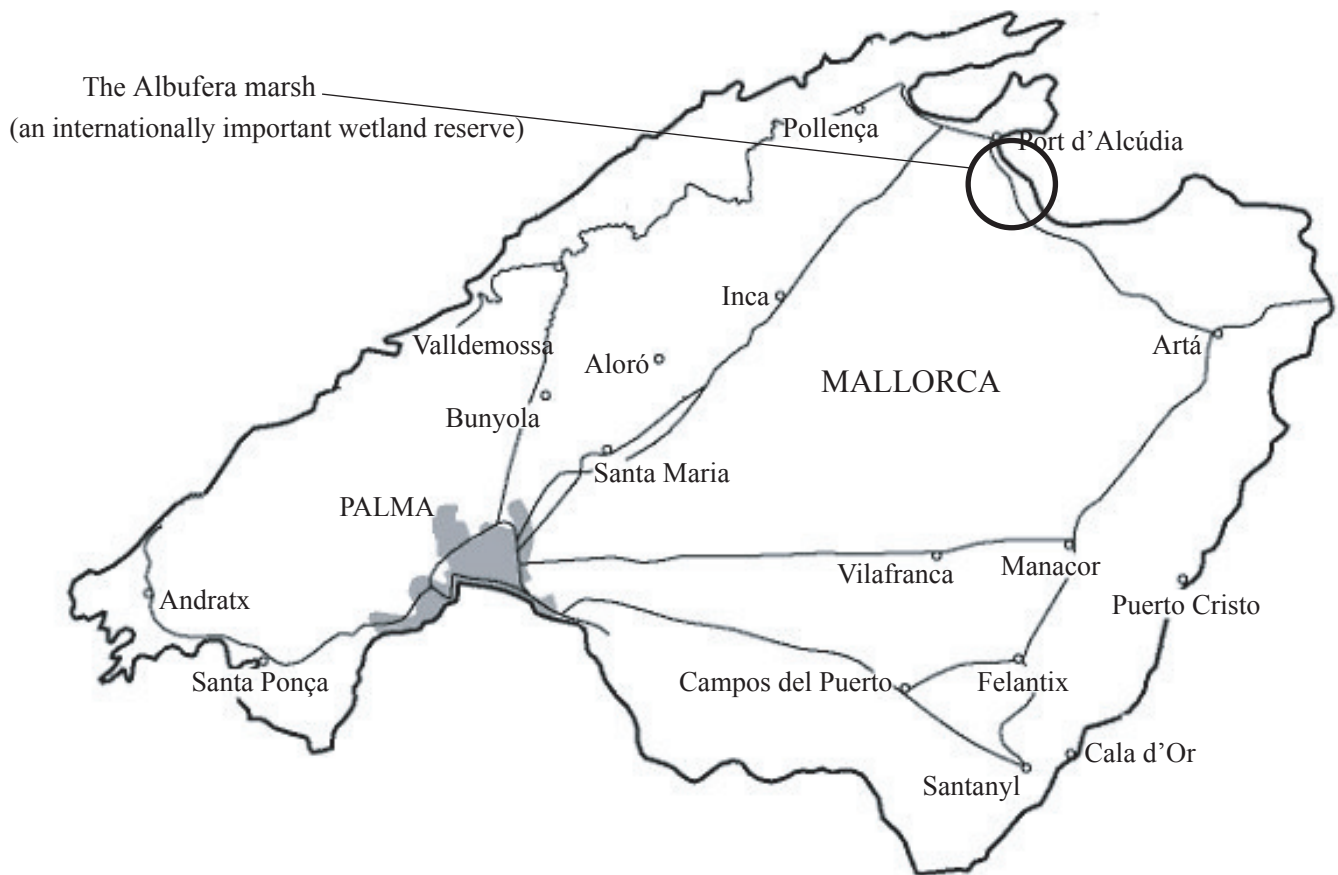 The Albufera marsh
(an internationally important wetland reserve)
Pollença
Port d’Alcúdia
Inca
Valldemossa
Aloró
Artá
MALLORCA
Bunyola
Santa Maria
PALMA
Vilafranca
Manacor
Andratx
Puerto Cristo
Santa Ponça
Campos del Puerto
Felantix
Cala d’Or
Santanyl